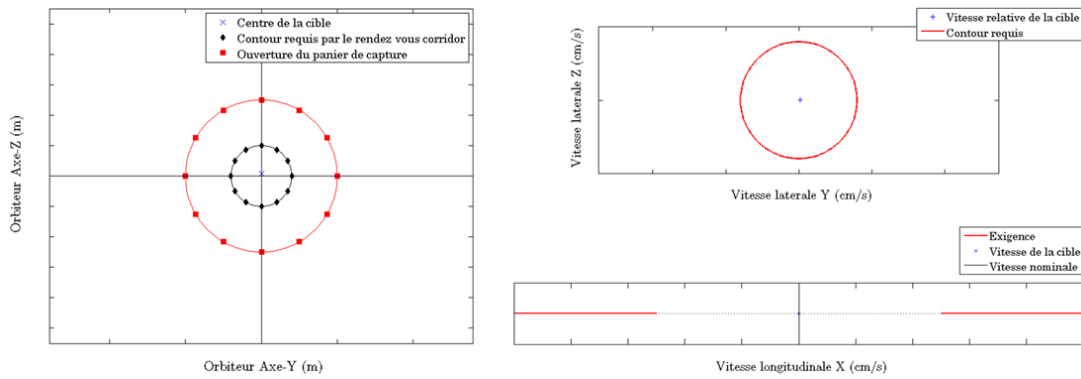 Centre de la cible
Contour requis par le rendez vous corridor
Ouverture du panier de capture
Orbiteur Axe-Z (m)
Orbiteur Axe-Y (m)
Vitesse relative de la cible
Contour requis
Vitesse laterale Z (cm/s)
Vitesse laterale Y (cm/s)
Exigence
Vitesse de la cible
Vitesse nominale
Vitesse longitudinale X (cm/s)